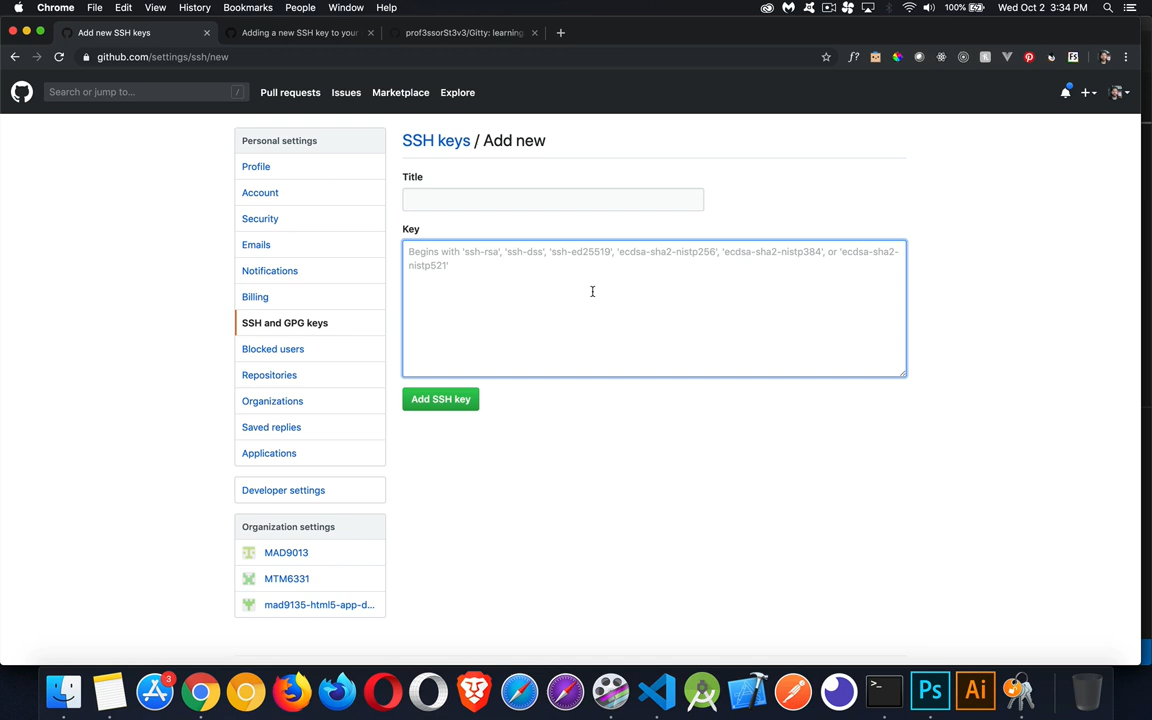 Chrome File Edit View History Bookmarks People Window Help 100% Wed Oct 2 3:34 PM
Add new SSH keys Adding a new SSH key to your prof3ssorSt3v3/Gitty: learning
github.com/settings/ssh/new
Search or jump to... / Pull requests Issues Marketplace Explore
Personal settings
Profile
Account
Security
Emails
Notifications
Billing
SSH and GPG keys
Blocked users
Repositories
Organizations
Saved replies
Applications
Developer settings
Organization settings
MAD9013
MTM6331
mad9135-html5-app-d...
SSH keys / Add new
Title
Key
Begins with 'ssh-rsa', 'ssh-dss', 'ssh-ed25519', 'ecdsa-sha2-nistp256', 'ecdsa-sha2-nistp384', or 'ecdsa-sha2-
nistp521'
Add SSH key
3
Ps Ai